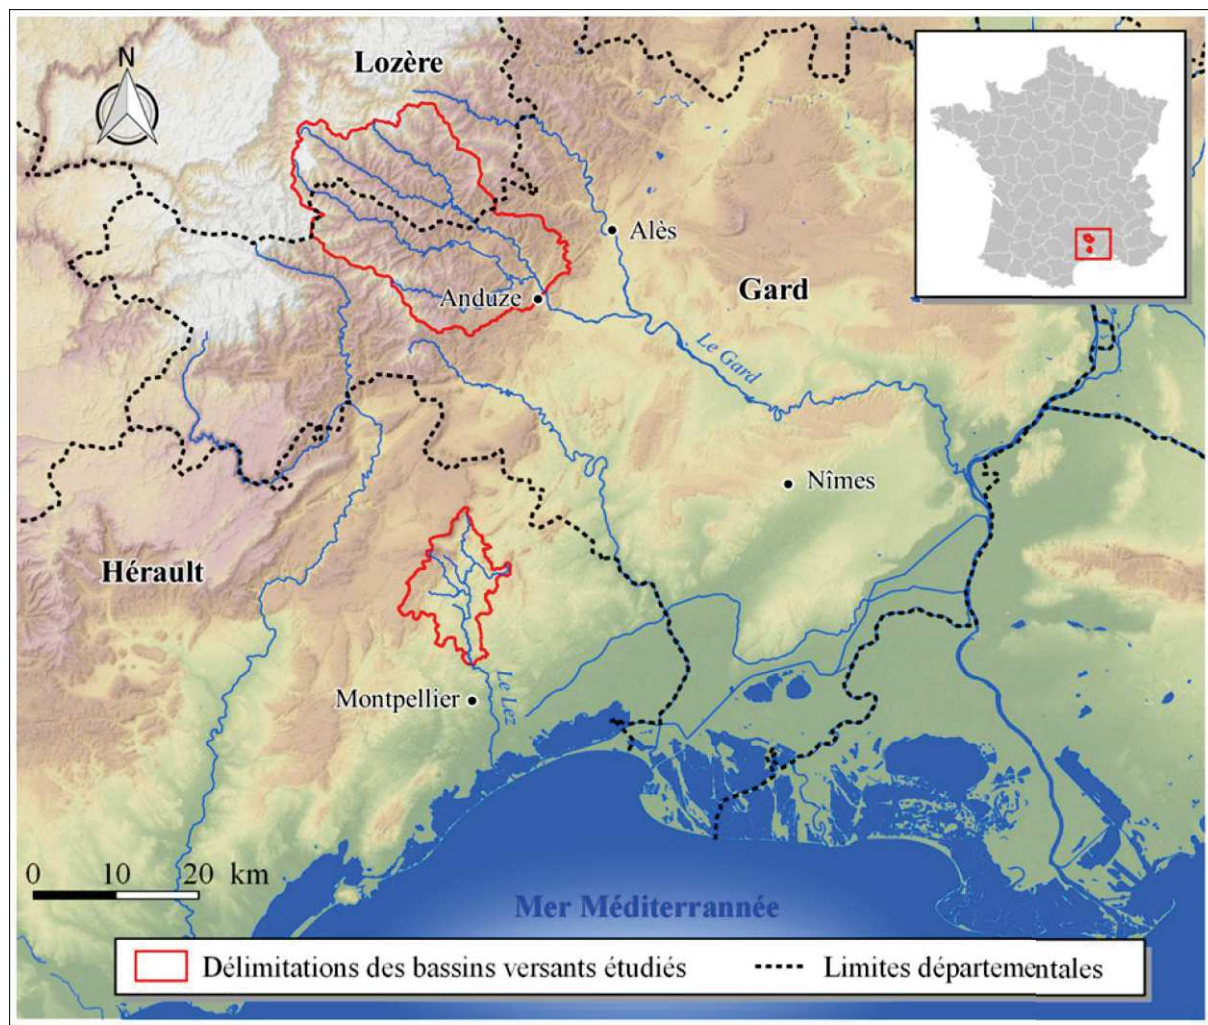 N
Lozère
Alès
Gard
Anduze
Le Gard
Nîmes
Hérault
Montpellier
Le Lez
0 10 20 km
Mer Méditerrannée
Délimitations des bassins versants étudiés
Limites départementales